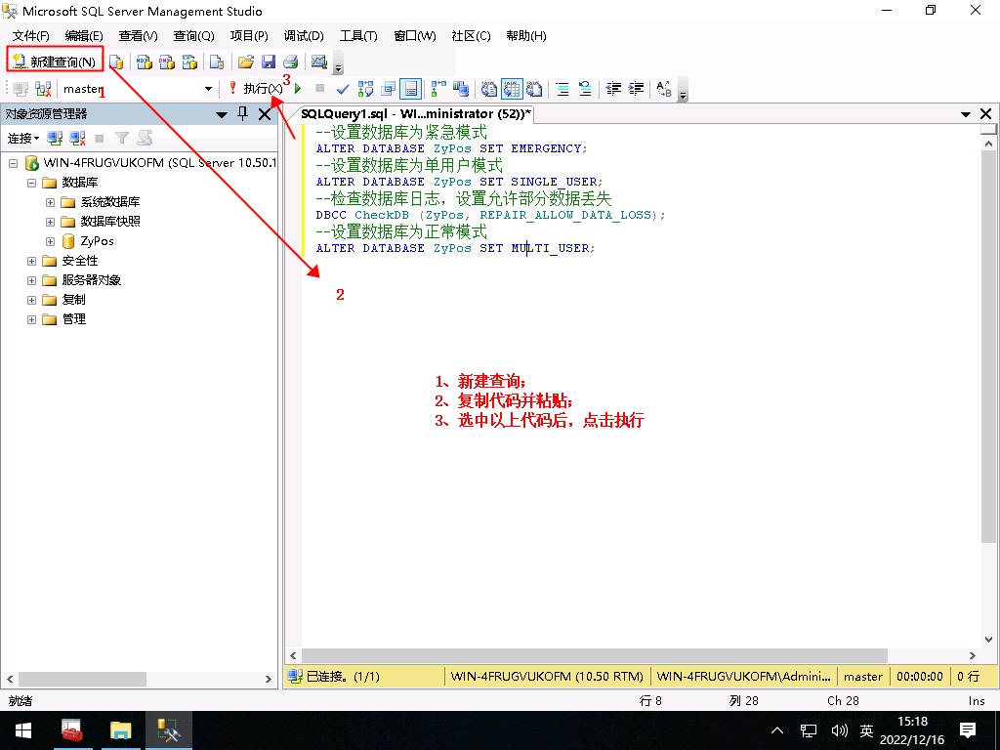 Microsoft SQL Server Management Studio
文件(F) 编辑(E) 查看(V) 查询(Q) 项目(P) 调试(D) 工具(T) 窗口(W) 社区(C) 帮助(H)
新建查询(N)
3
master 执行(X)
1
对象资源管理器
SQLQuery1.sql - WI...ministrator (52))*
连接
WIN-4FRUGVUKOFM (SQL Server 10.50.1
数据库
系统数据库
数据库快照
ZyPos
安全性
服务器对象
复制
管理
--设置数据库为紧急模式
ALTER DATABASE ZyPos SET EMERGENCY;
--设置数据库为单用户模式
ALTER DATABASE ZyPos SET SINGLE_USER;
--检查数据库日志，设置允许部分数据丢失
DBCC CheckDB (ZyPos, REPAIR_ALLOW_DATA_LOSS);
--设置数据库为正常模式
ALTER DATABASE ZyPos SET MULTI_USER;
2
1、新建查询；
2、复制代码并粘贴；
3、选中以上代码后，点击执行
已连接。(1/1) WIN-4FRUGVUKOFM (10.50 RTM) WIN-4FRUGVUKOFM\Admini... master 00:00:00 0 行
就绪 行 8 列 28 Ch 28 Ins
英
15:18
2022/12/16